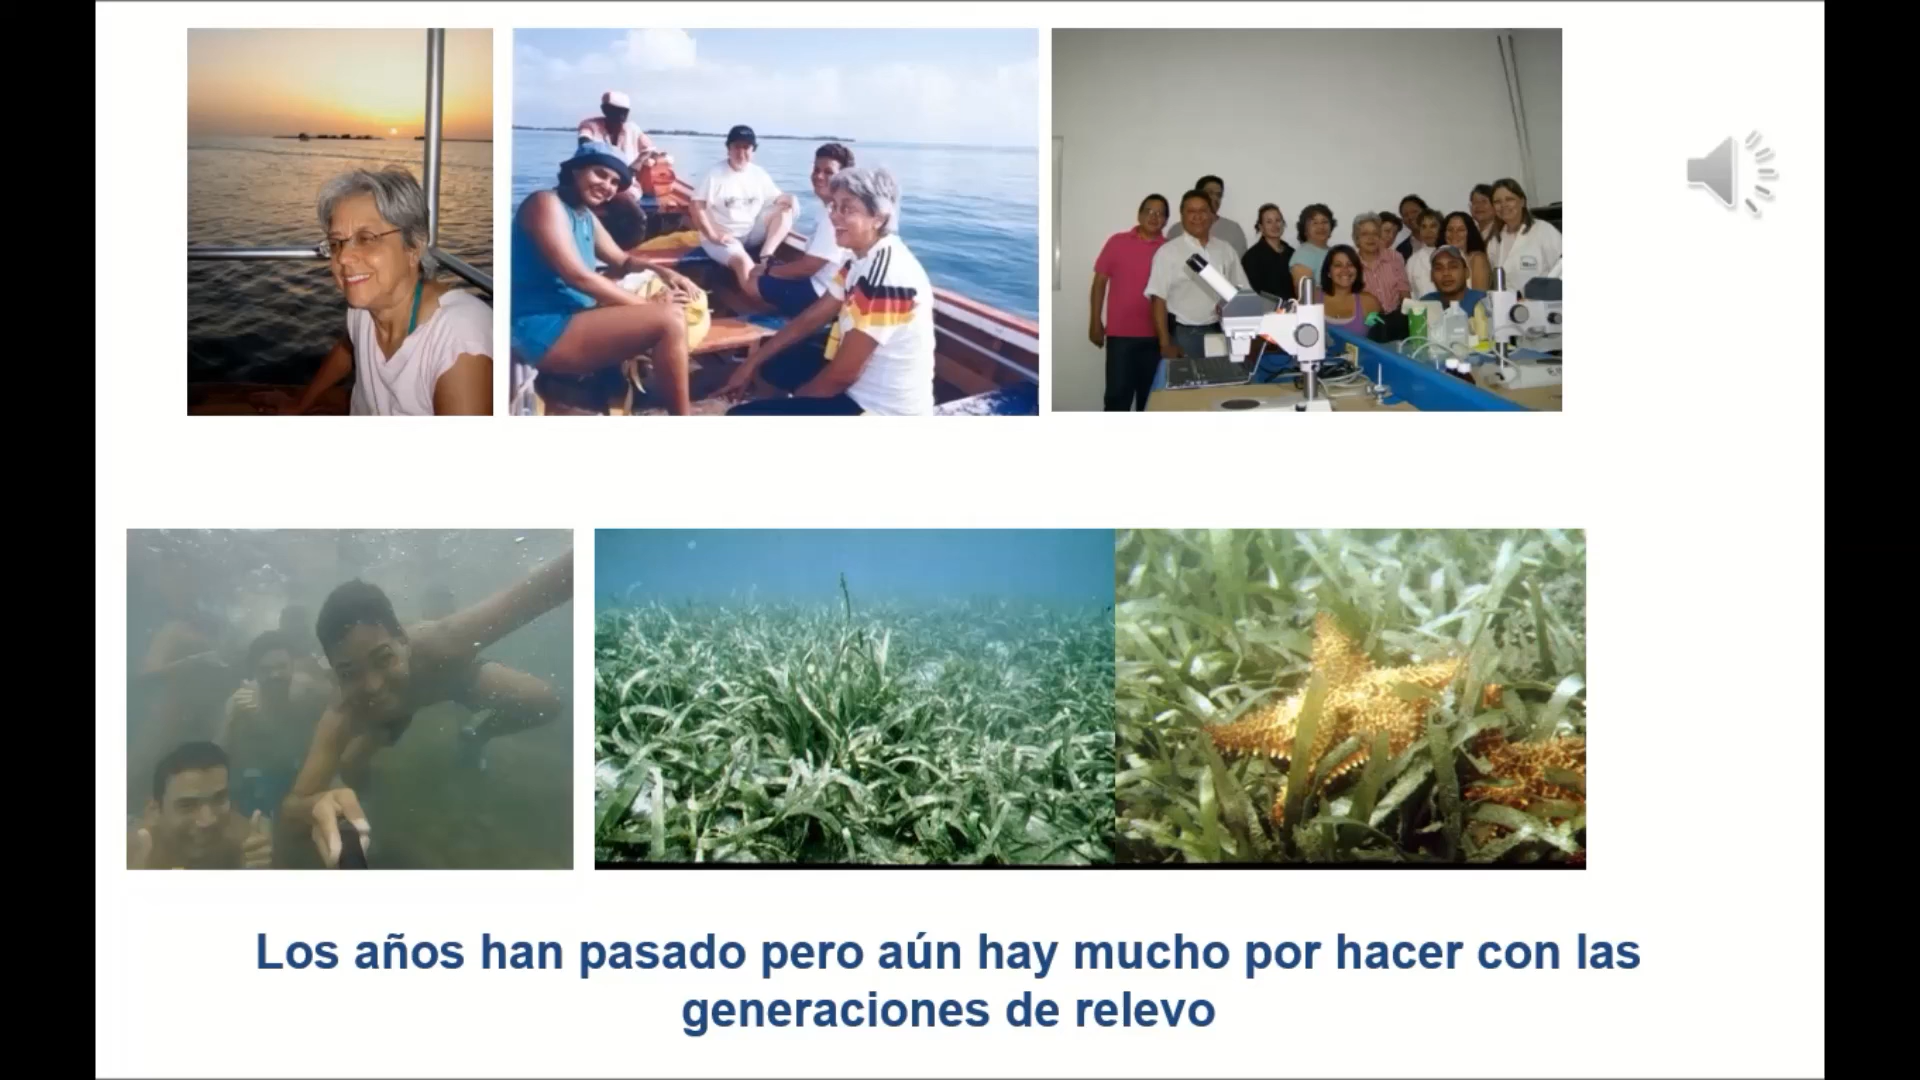 Los años han pasado pero aún hay mucho por hacer con las
generaciones de relevo